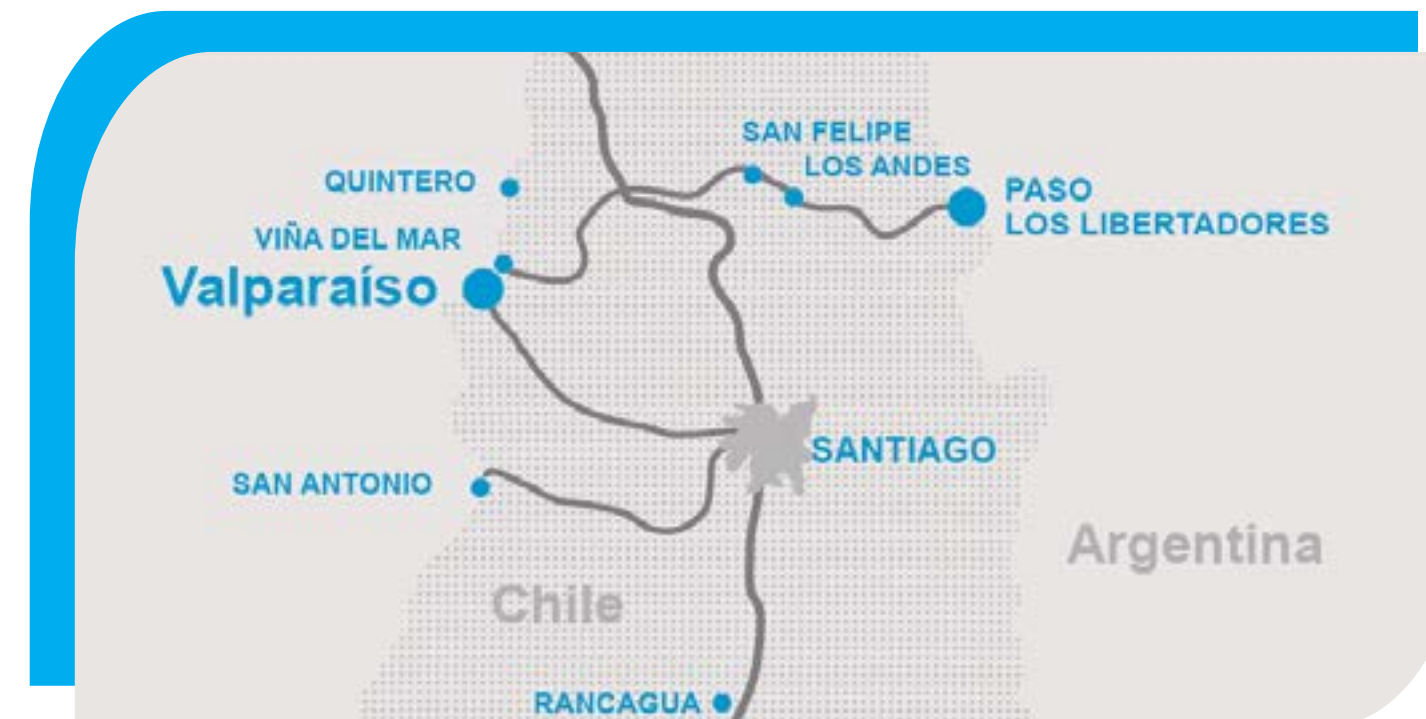 SAN FELIPE
LOS ANDES
QUINTERO
PASO
LOS LIBERTADORES
VIÑA DEL MAR
Valparaíso
SANTIAGO
SAN ANTONIO
Argentina
Chile
RANCAGUA